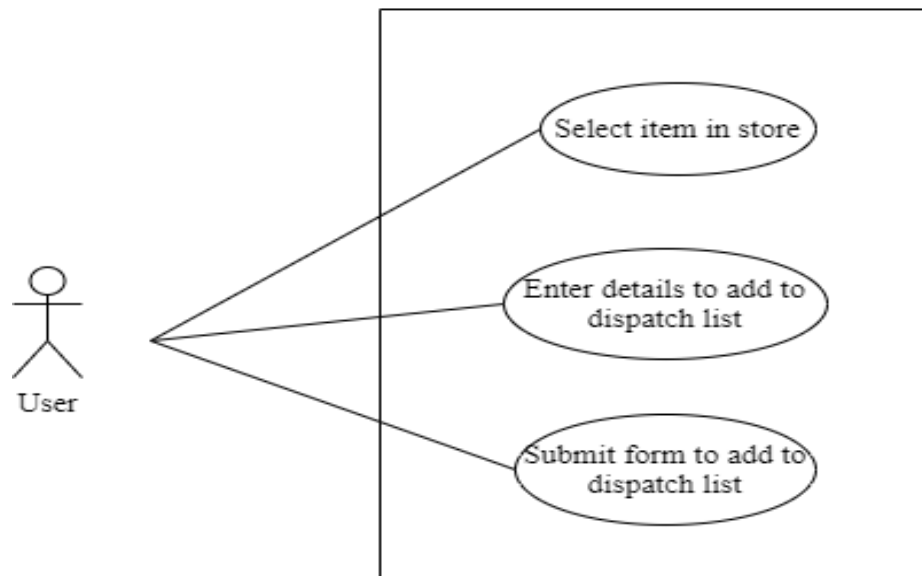 Select item in store
Enter details to add to
dispatch list
User
Submit form to add to
dispatch list